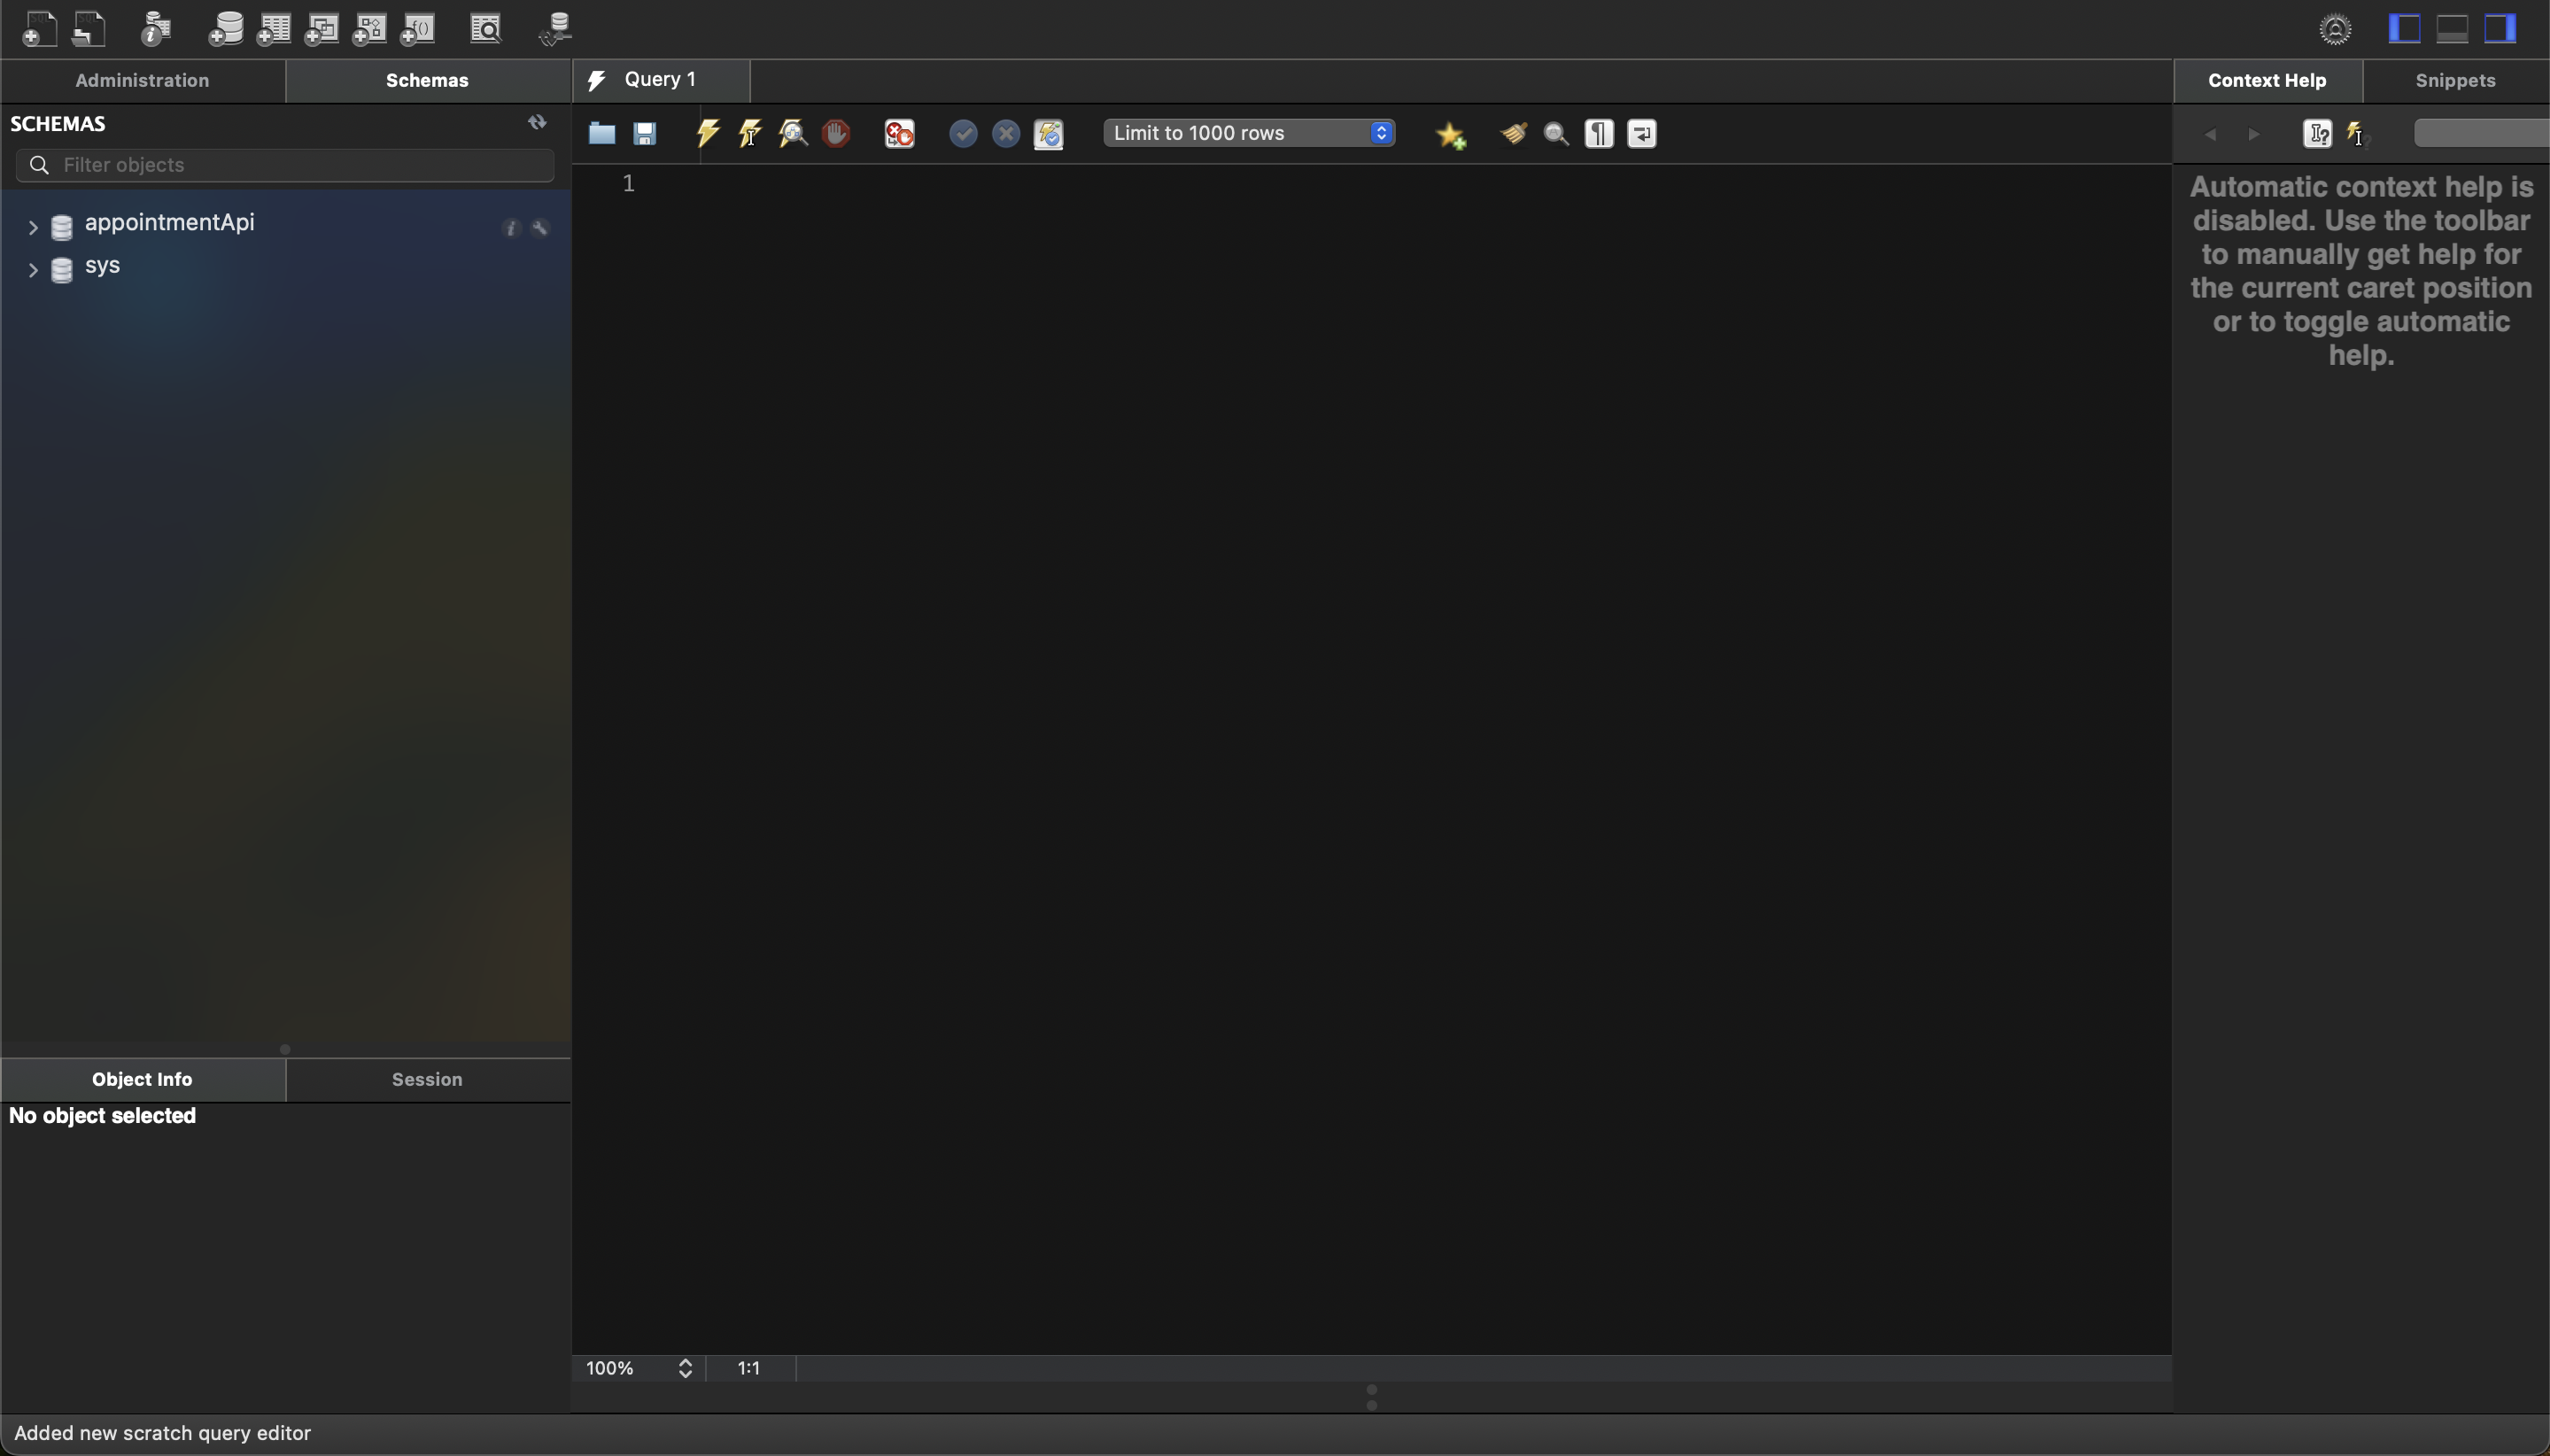 Administration
Schemas
Query 1
Context Help
Snippets
SCHEMAS
Filter objects
Limit to 1000 rows
1
appointmentApi
sys
Automatic context help is
disabled. Use the toolbar
to manually get help for
the current caret position
or to toggle automatic
help.
Object Info
Session
No object selected
100%
1:1
Added new scratch query editor